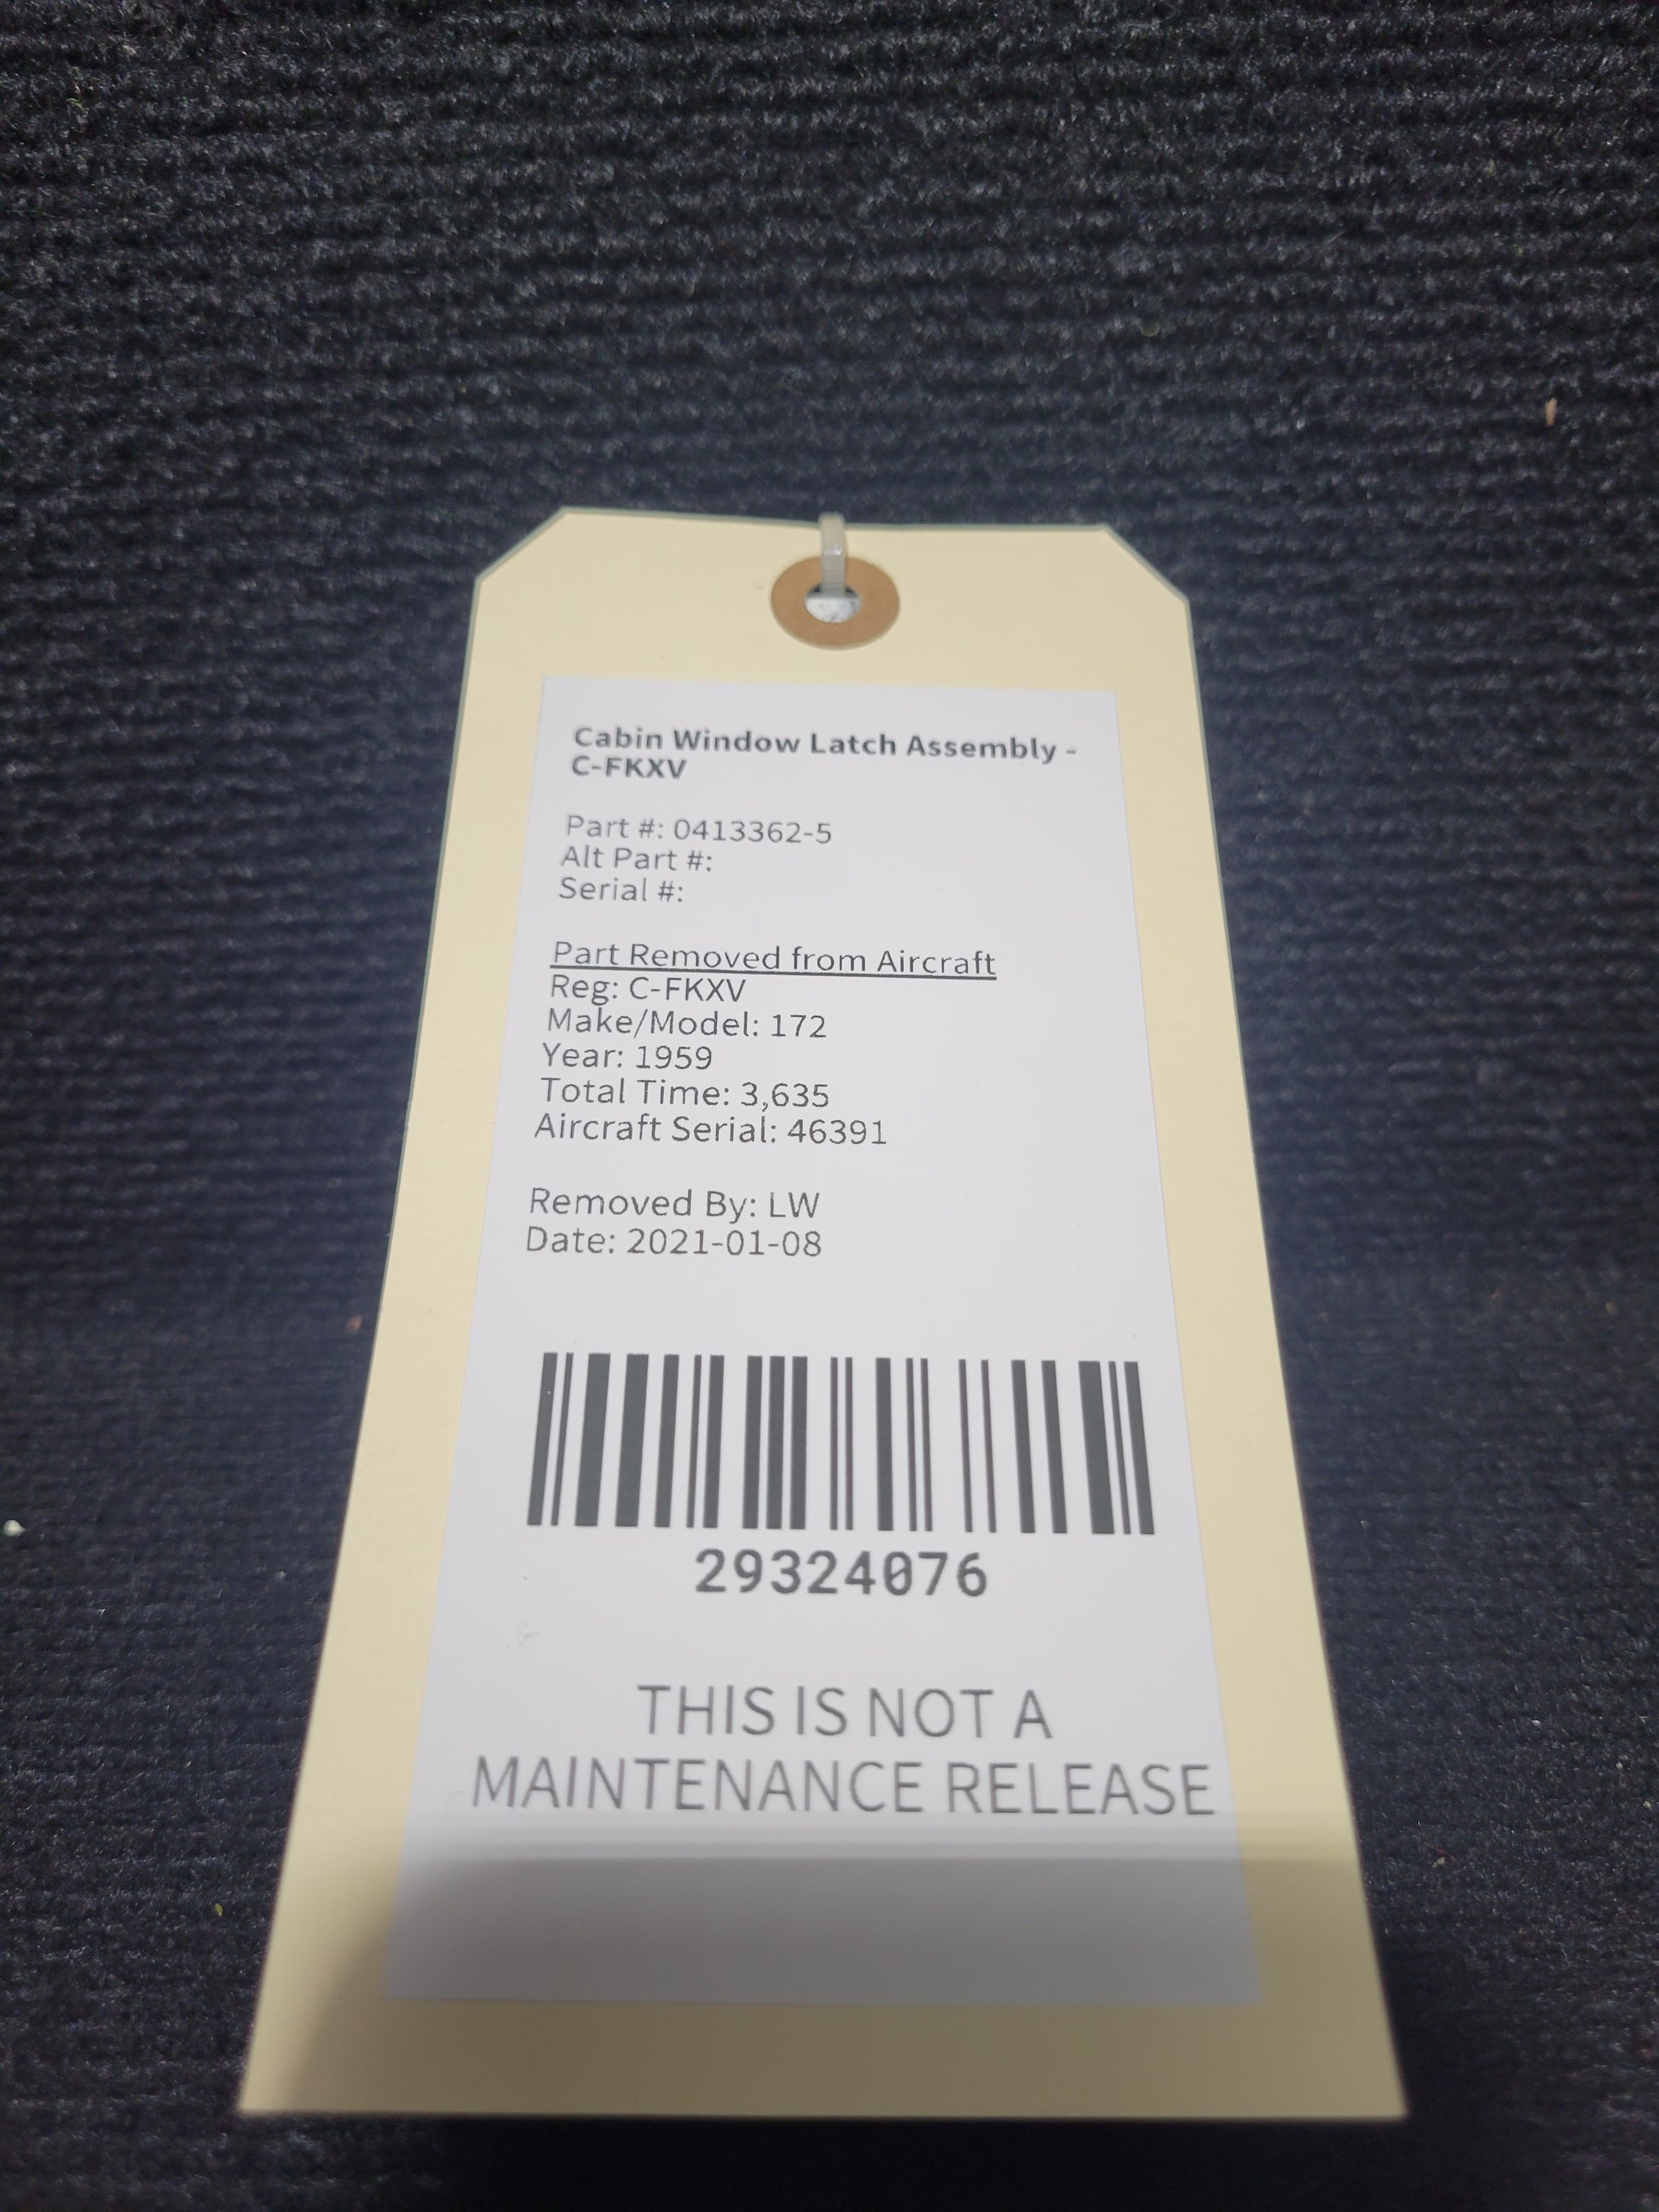 Cabin Window Latch Assembly -
C-FKXV
Part #: 0413362-5
Alt Part #:
Serial #:
Part Removed from Aircraft
Reg: C-FKXV
Make/Model: 172
Year: 1959
Total Time: 3,635
Aircraft Serial: 46391
Removed By: LW
Date: 2021-01-08
29324076
THIS IS NOT A
MAINTENANCE RELEASE